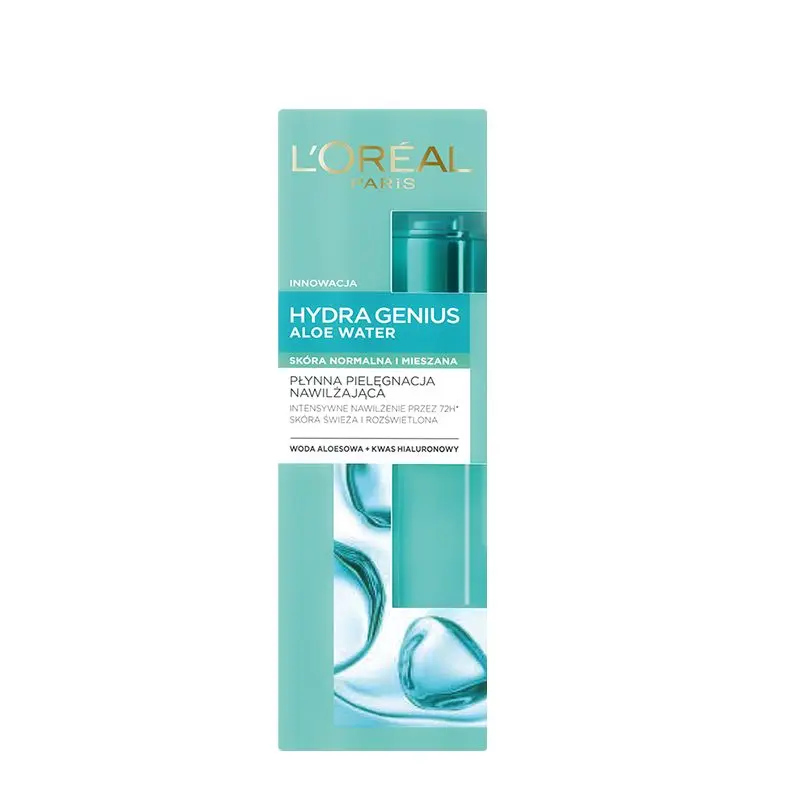 L'ORÉAL
PARiS
INNOWACJA
HYDRA GENIUS
ALOE WATER
SKÓRA NORMALNA I MIESZANA
PŁYNNA PIELĘGNACJA
NAWILŻAJĄCA
INTENSYWNE NAWILŻENIE PRZEZ 72H*
SKÓRA ŚWIEŻA I ROZŚWIETLONA
WODA ALOESOWA + KWAS HIALURONOWY